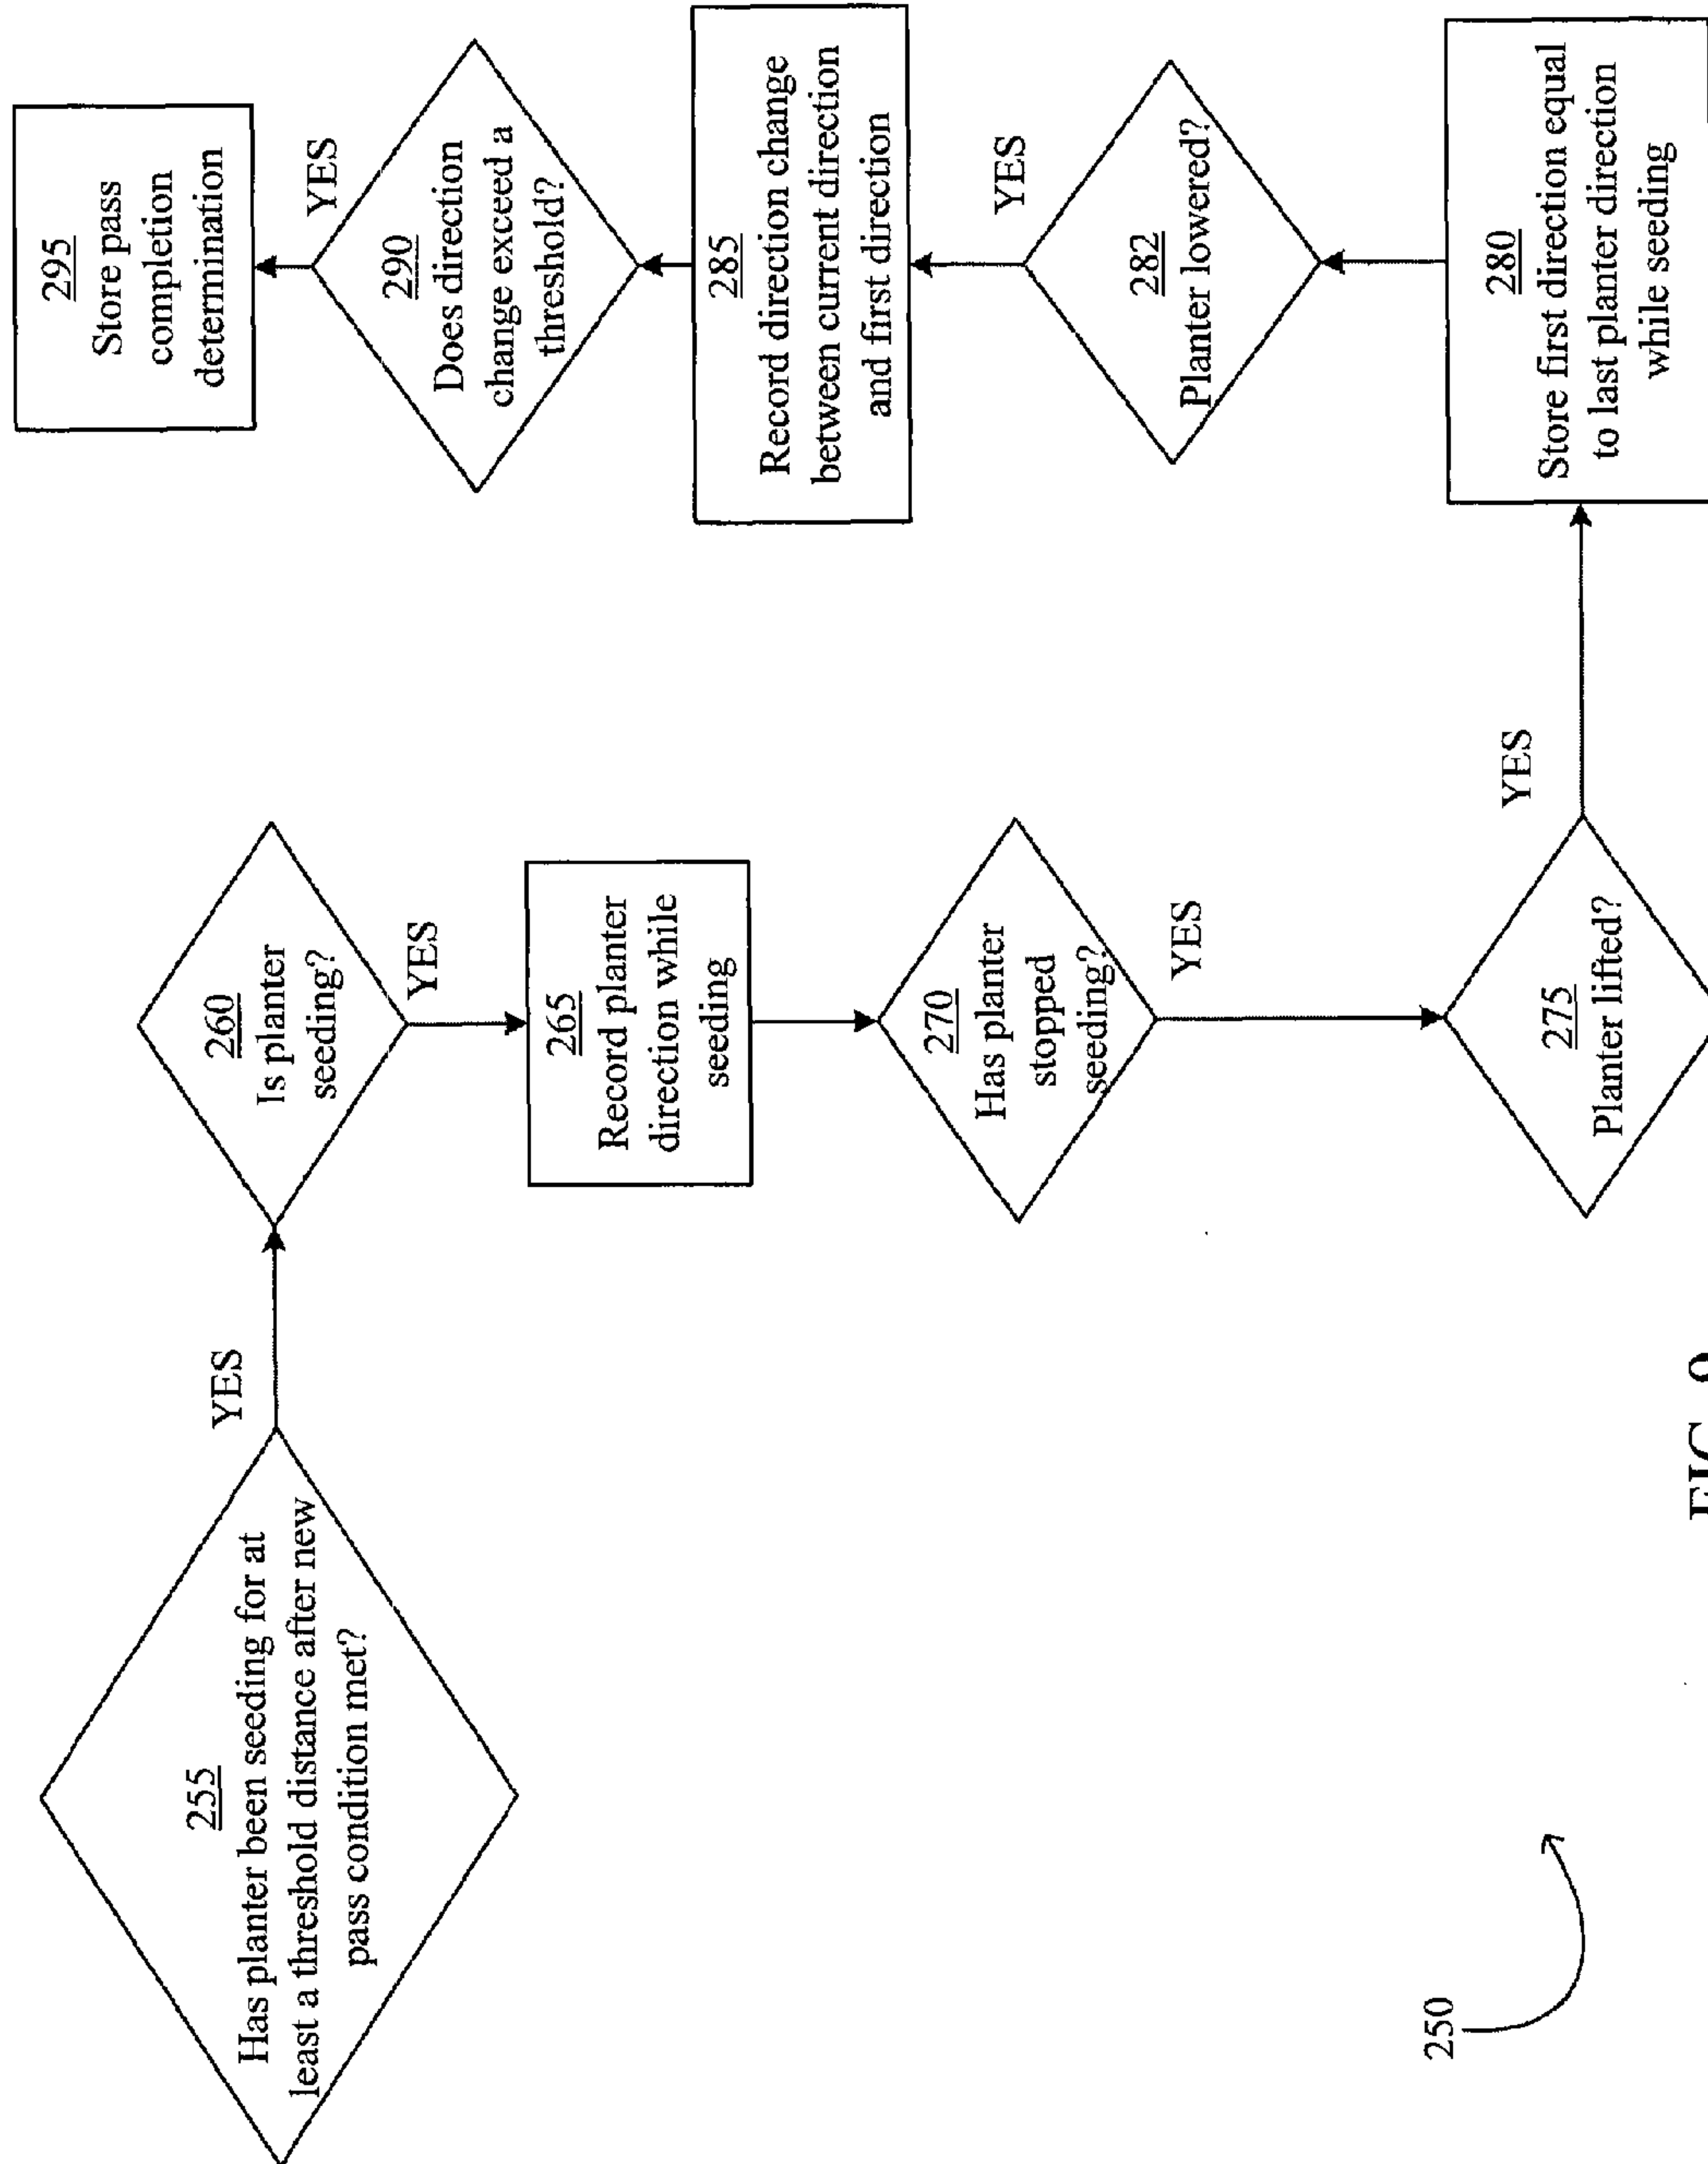 255
Has planter been seeding for at
least a threshold distance after new
pass condition met?
YES
260
Is planter
seeding?
YES
265
Record planter
direction while
seeding
270
Has planter
stopped
seeding?
YES
275
Planter lifted?
YES
280
Store first direction equal
to last planter direction
while seeding
282
Planter lowered?
YES
285
Record direction change
between current direction
and first direction
290
Does direction
change exceed a
threshold?
YES
295
Store pass
completion
determination
250
FIG. 9